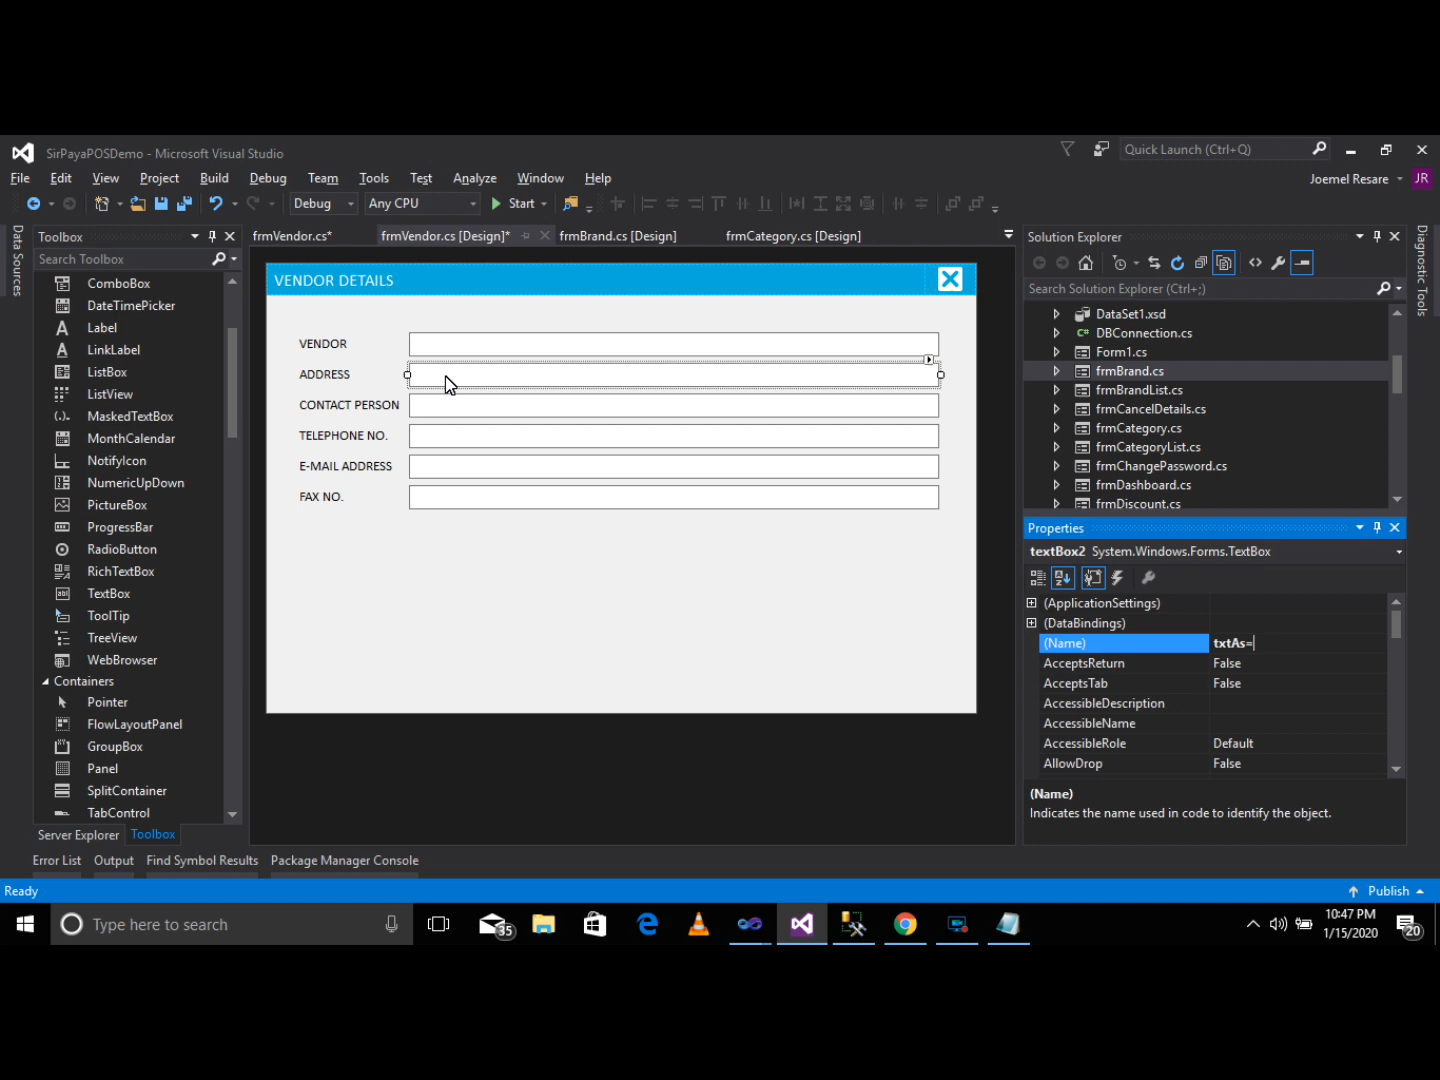 SirPayaPOSDemo - Microsoft Visual Studio
Quick Launch (Ctrl+Q)
File Edit View Project Build Debug Team Tools Test Analyze Window Help
Joemel Resare
JR
Debug
Any CPU
Start
Data Sources
Toolbox
Search Toolbox
ComboBox
DateTimePicker
Label
LinkLabel
ListBox
ListView
MaskedTextBox
MonthCalendar
NotifyIcon
NumericUpDown
PictureBox
ProgressBar
RadioButton
RichTextBox
TextBox
ToolTip
TreeView
WebBrowser
Containers
Pointer
FlowLayoutPanel
GroupBox
Panel
SplitContainer
TabControl
Server Explorer Toolbox
frmVendor.cs* frmVendor.cs [Design]* frmBrand.cs [Design] frmCategory.cs [Design]
VENDOR DETAILS
VENDOR
ADDRESS
CONTACT PERSON
TELEPHONE NO.
E-MAIL ADDRESS
FAX NO.
Solution Explorer
Search Solution Explorer (Ctrl+;)
DataSet1.xsd
C# DBConnection.cs
Form1.cs
frmBrand.cs
frmBrandList.cs
frmCancelDetails.cs
frmCategory.cs
frmCategoryList.cs
frmChangePassword.cs
frmDashboard.cs
frmDiscount.cs
Diagnostic Tools
Properties
textBox2 System.Windows.Forms.TextBox
(ApplicationSettings)
(DataBindings)
(Name) txtAs=
AcceptsReturn False
AcceptsTab False
AccessibleDescription
AccessibleName
AccessibleRole Default
AllowDrop False
(Name)
Indicates the name used in code to identify the object.
Error List Output Find Symbol Results Package Manager Console
Ready
Publish
Type here to search
35
10:47 PM
1/15/2020
20